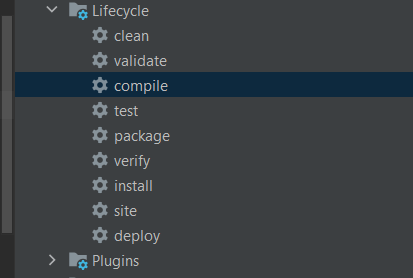 Lifecycle
clean
validate
compile
test
package
verify
install
site
deploy
Plugins